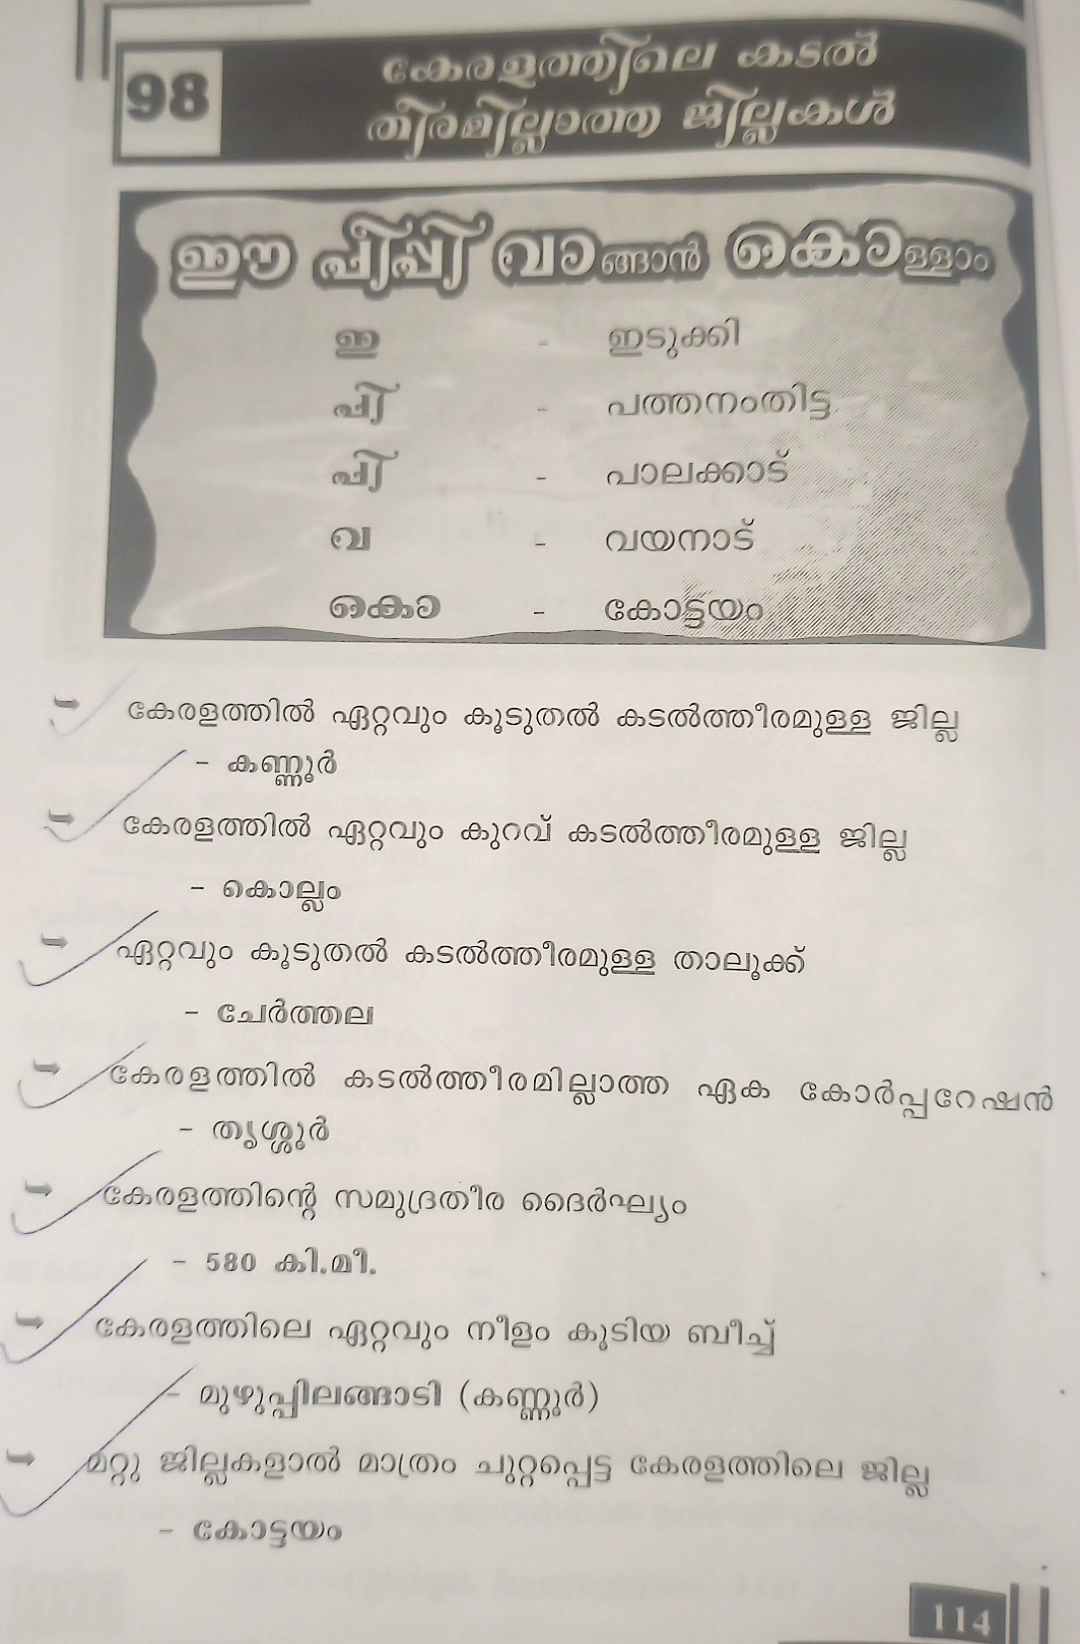 98
കേരളത്തിലെ കടൽ
തീരമില്ലാത്ത ജില്ലകൾ
ഈ പീപ്പി വാങ്ങാൻ കൊള്ളാം
ഇ - ഇടുക്കി
പി - പത്തനംതിട്ട
പി - പാലക്കാട്
വ - വയനാട്
കൊ - കോട്ടയം
കേരളത്തിൽ ഏറ്റവും കൂടുതൽ കടൽത്തീരമുള്ള ജില്ല
- കണ്ണൂർ
കേരളത്തിൽ ഏറ്റവും കുറവ് കടൽത്തീരമുള്ള ജില്ല
- കൊല്ലം
ഏറ്റവും കൂടുതൽ കടൽത്തീരമുള്ള താലൂക്ക്
- ചേർത്തല
കേരളത്തിൽ കടൽത്തീരമില്ലാത്ത ഏക കോർപ്പറേഷൻ
- തൃശ്ശൂർ
കേരളത്തിന്റെ സമുദ്രതീര ദൈർഘ്യം
- 580 കി.മീ.
കേരളത്തിലെ ഏറ്റവും നീളം കൂടിയ ബീച്ച്
- മുഴുപ്പിലങ്ങാടി (കണ്ണൂർ)
മറ്റു ജില്ലകളാൽ മാത്രം ചുറ്റപ്പെട്ട കേരളത്തിലെ ജില്ല
- കോട്ടയം
114